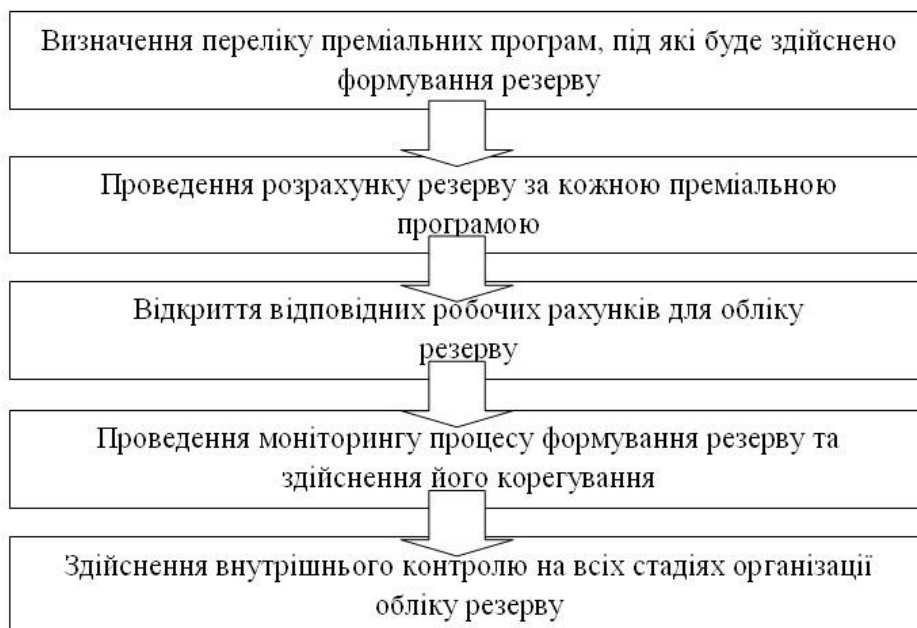 Визначення переліку преміальних програм, під які буде здійснено
формування резерву
Проведення розрахунку резерву за кожною преміальною
програмою
Відкриття відповідних робочих рахунків для обліку
резерву
Проведення моніторингу процесу формування резерву та
здійснення його корегування
Здійснення внутрішнього контролю на всіх стадіях організації
обліку резерву